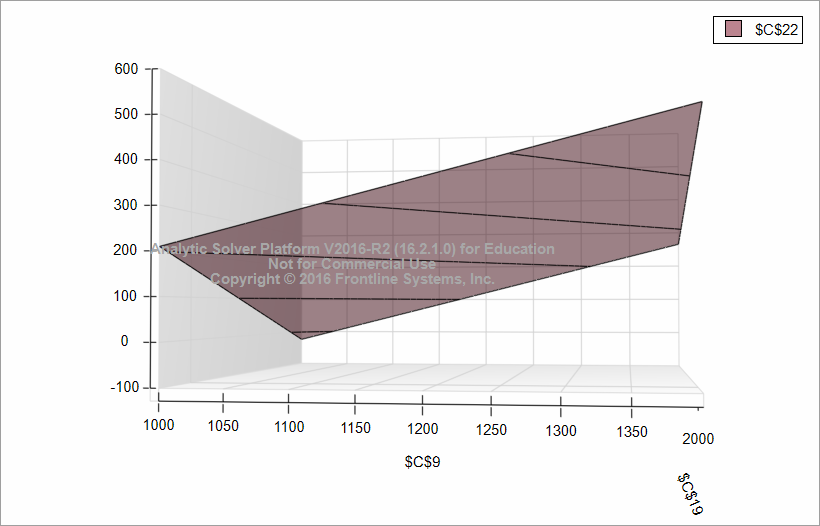 $C$22
600
500
400
300
200
100
0
-100
Analytic Solver Platform V2016-R2 (16.2.1.0) for Education
Not for Commercial Use
Copyright © 2016 Frontline Systems, Inc.
1000 1050 1100 1150 1200 1250 1300 1350 2000
$C$9
$C$19